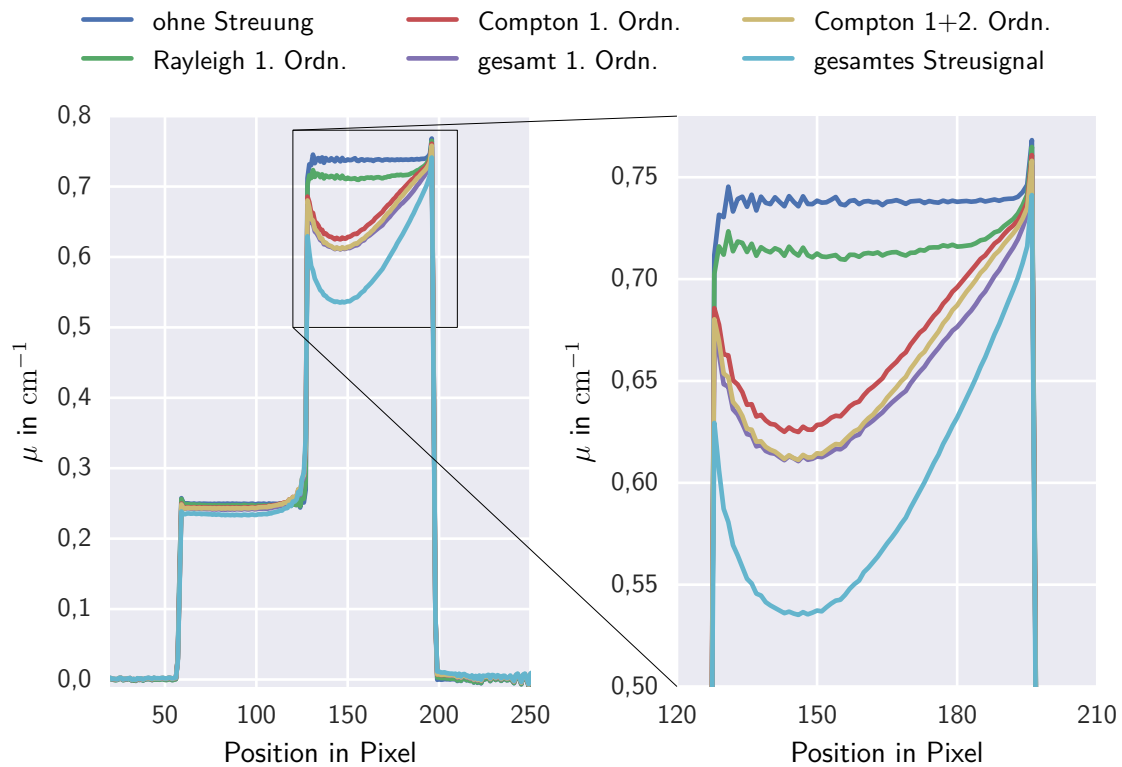 ohne Streuung
Compton 1. Ordn.
Compton 1+2. Ordn.
Rayleigh 1. Ordn.
gesamt 1. Ordn.
gesamtes Streusignal
0,8
0,7
0,6
0,5
0,4
0,3
0,2
0,1
0,0
μ in cm⁻¹
50
100
150
200
250
Position in Pixel
0,75
0,70
0,65
0,60
0,55
0,50
μ in cm⁻¹
120
150
180
210
Position in Pixel